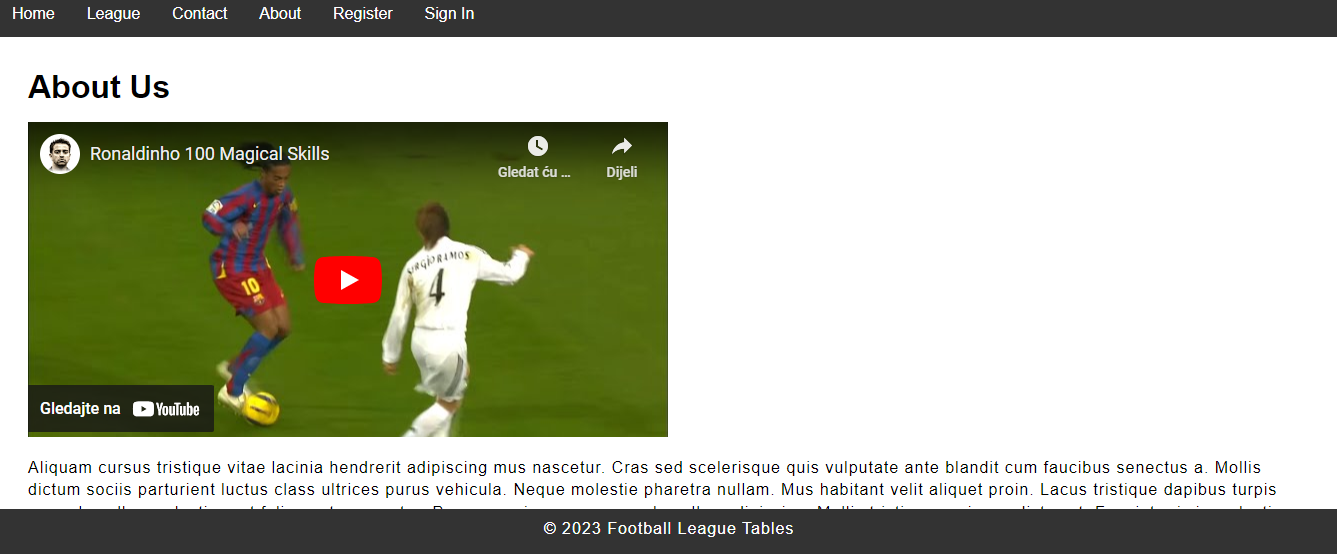 Home League Contact About Register Sign In
About Us
Ronaldinho 100 Magical Skills
Gledat ću ...
Dijeli
SERGIO RAMOS
4
10
Gledajte na YouTube
Aliquam cursus tristique vitae lacinia hendrerit adipiscing mus nascetur. Cras sed scelerisque quis vulputate ante blandit cum faucibus senectus a. Mollis
dictum sociis parturient luctus class ultrices purus vehicula. Neque molestie pharetra nullam. Mus habitant velit aliquet proin. Lacus tristique dapibus turpis
© 2023 Football League Tables